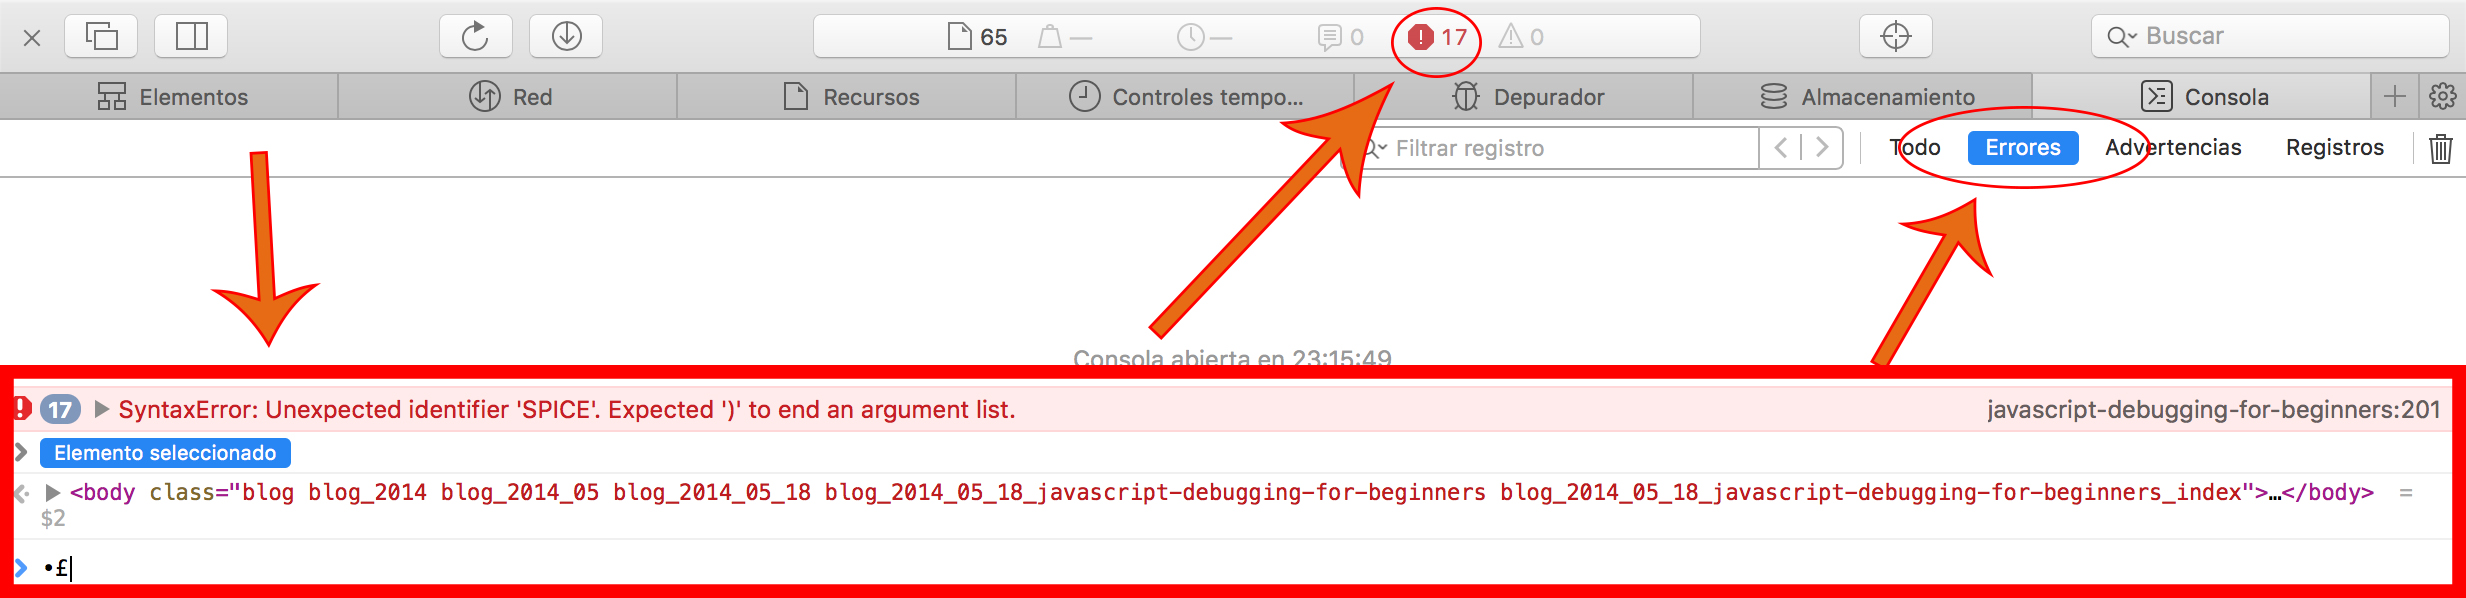 65 — — 0 17 0 Buscar
Elementos Red Recursos Controles tempo... Depurador Almacenamiento Consola
Filtrar registro Todo Errores Advertencias Registros
Consola abierta en 23:15:49
17 SyntaxError: Unexpected identifier 'SPICE'. Expected ')' to end an argument list. javascript-debugging-for-beginners:201
Elemento seleccionado
<body class="blog blog_2014 blog_2014_05 blog_2014_05_18 blog_2014_05_18_javascript-debugging-for-beginners blog_2014_05_18_javascript-debugging-for-beginners_index">…</body> =
$2
•£